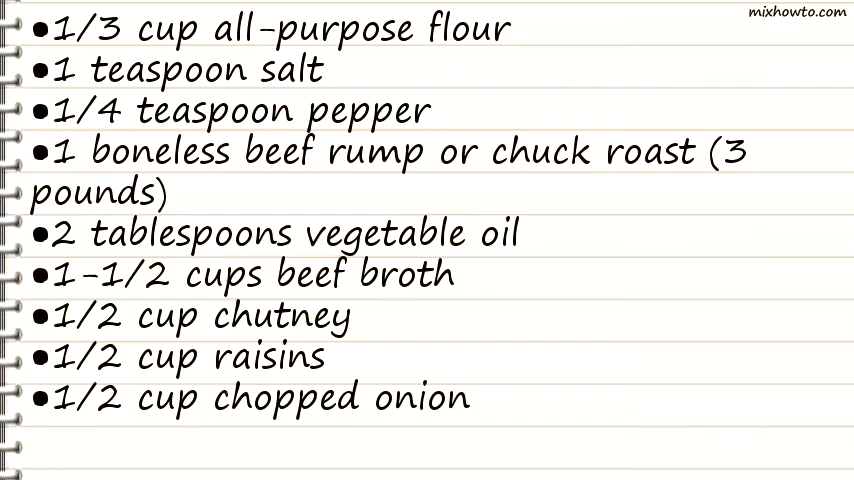 mixhowto.com
•1/3 cup all-purpose flour
•1 teaspoon salt
•1/4 teaspoon pepper
•1 boneless beef rump or chuck roast (3
pounds)
•2 tablespoons vegetable oil
•1-1/2 cups beef broth
•1/2 cup chutney
•1/2 cup raisins
•1/2 cup chopped onion